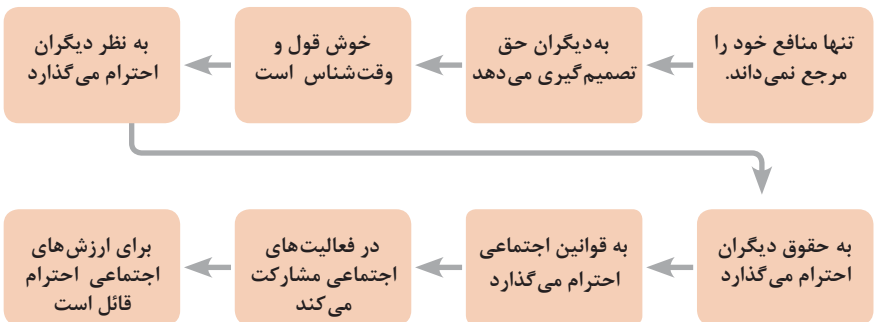 تنها منافع خود را
مرجع نمی‌داند.
به‌دیگران حق
تصمیم‌گیری می‌دهد
خوش قول و
وقت‌شناس است
به نظر دیگران
احترام می‌گذارد
به حقوق دیگران
احترام می‌گذارد
به قوانین اجتماعی
احترام می‌گذارد
در فعالیت‌های
اجتماعی مشارکت
می‌کند
برای ارزش‌های
اجتماعی احترام
قائل است